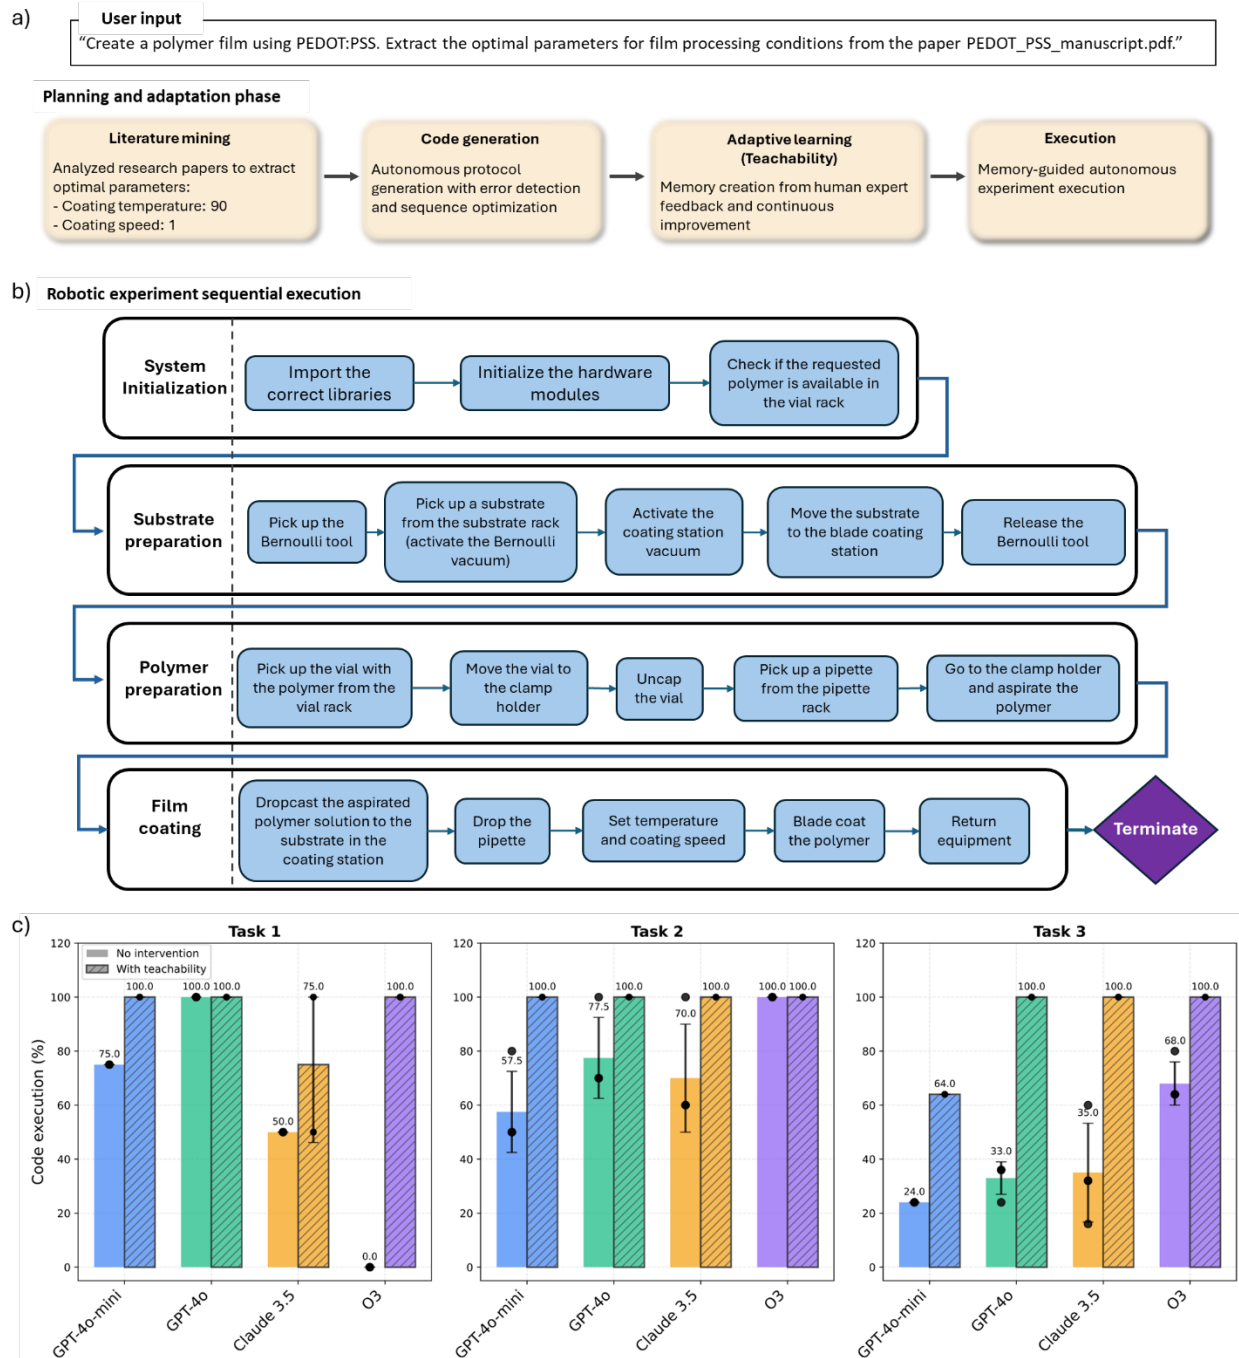 a)
User input
“Create a polymer film using PEDOT:PSS. Extract the optimal parameters for film processing conditions from the paper PEDOT_PSS_manuscript.pdf.”
Planning and adaptation phase
Literature mining
Analyzed research papers to extract
optimal parameters:
- Coating temperature: 90
- Coating speed: 1
Code generation
Autonomous protocol
generation with error detection
and sequence optimization
Adaptive learning
(Teachability)
Memory creation from human expert
feedback and continuous
improvement
Execution
Memory-guided autonomous
experiment execution
b)
Robotic experiment sequential execution
System
Initialization
Import the
correct libraries
Initialize the hardware
modules
Check if the requested
polymer is available in
the vial rack
Substrate
preparation
Pick up the
Bernoulli tool
Pick up a substrate
from the substrate rack
(activate the Bernoulli
vacuum)
Activate the
coating station
vacuum
Move the substrate
to the blade coating
station
Release the
Bernoulli tool
Polymer
preparation
Pick up the vial with
the polymer from the
vial rack
Move the vial to
the clamp
holder
Uncap
the vial
Pick up a pipette
from the pipette
rack
Go to the clamp holder
and aspirate the
polymer
Film
coating
Dropcast the aspirated
polymer solution to the
substrate in the
coating station
Drop the
pipette
Set temperature
and coating speed
Blade coat
the polymer
Return
equipment
Terminate
c)
Task 1
Code execution (%)
120
100
80
60
40
20
0
No intervention
With teachability
75.0
100.0
100.0
100.0
50.0
75.0
0.0
100.0
GPT-4o-mini
GPT-4o
Claude 3.5
O3
Task 2
120
100
80
60
40
20
0
57.5
100.0
77.5
100.0
70.0
100.0
100.0
100.0
GPT-4o-mini
GPT-4o
Claude 3.5
O3
Task 3
120
100
80
60
40
20
0
24.0
64.0
33.0
100.0
35.0
100.0
68.0
100.0
GPT-4o-mini
GPT-4o
Claude 3.5
O3